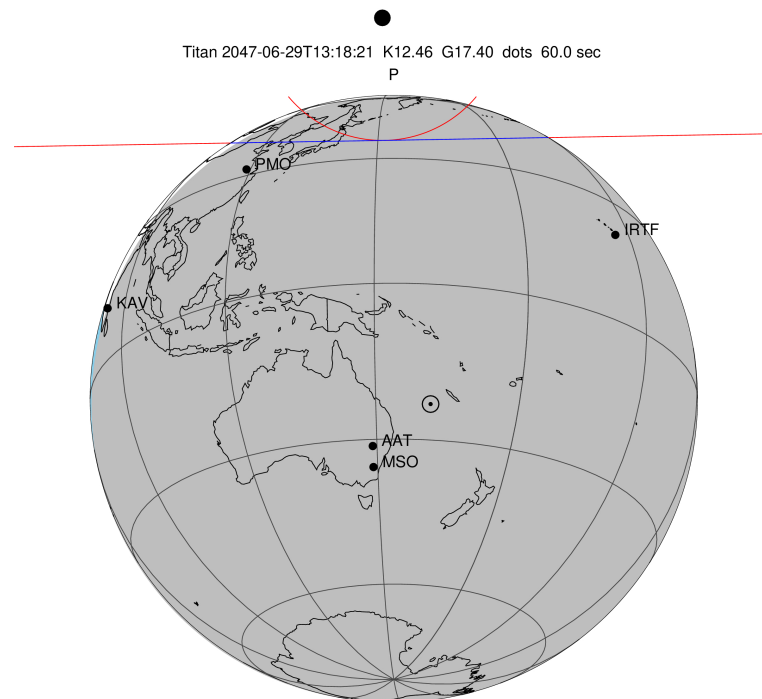 Titan 2047-06-29T13:18:21 K12.46 G17.40 dots 60.0 sec
P
PMO
IRTF
KAV
AAT
MSO